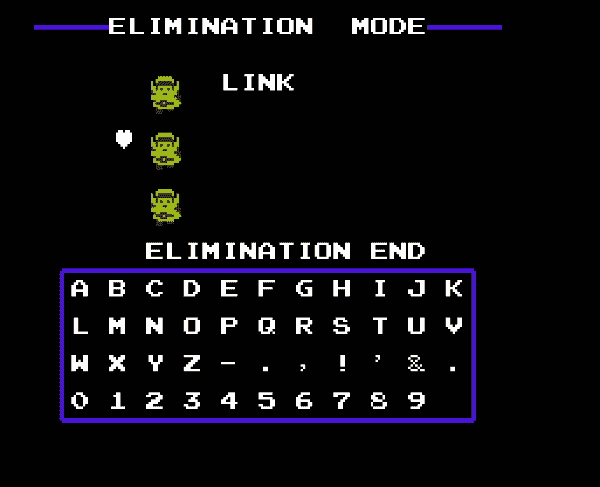 ELIMINATION MODE
LINK
ELIMINATION END
A B C D E F G H I J K
L M N O P Q R S T U V
W X Y Z - . , ! ' & .
0 1 2 3 4 5 6 7 8 9